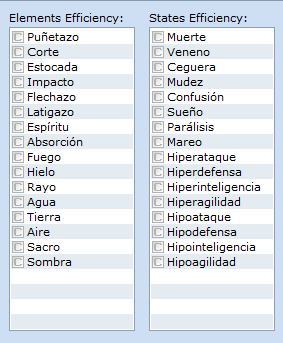 Elements Efficiency:
C Puñetazo
C Corte
C Estocada
C Impacto
C Flechazo
C Latigazo
C Espíritu
C Absorción
C Fuego
C Hielo
C Rayo
C Agua
C Tierra
C Aire
C Sacro
C Sombra
States Efficiency:
C Muerte
C Veneno
C Ceguera
C Mudez
C Confusión
C Sueño
C Parálisis
C Mareo
C Hiperataque
C Hiperdefensa
C Hiperinteligencia
C Hiperagilidad
C Hipoataque
C Hipodefensa
C Hipointeligencia
C Hipoagilidad